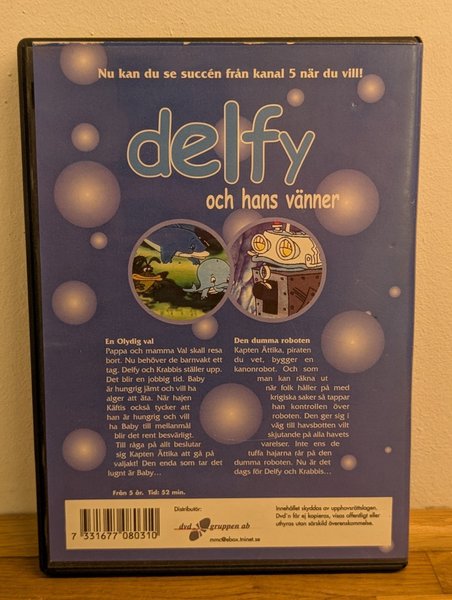 Nu kan du se succén från kanal 5 när du vill!
delfy
och hans vänner
En Olydig val
Pappa och mamma Val skall resa
bort. Nu behöver de barnvakt ett
tag. Delfy och Krabbis ställer upp.
Det blir en jobbig tid. Baby
är hungrig jämt och vill ha
alger att äta. När hajen
Käftis också tycker att
han är hungrig och vill
ha Baby till mellanmål
blir det rent besvärligt.
Till råga på allt beslutar
sig Kapten Ättika att gå på
valjakt! Den enda som tar det
lugnt är Baby...
Den dumma roboten
Kapten Ättika, piraten
du vet, bygger en
kanonrobot. Och som
man kan räkna ut
när folk håller på med
krigiska saker så tappar
han kontrollen över
roboten. Den ger sig i
väg till havsbotten vilt
skjutande på alla havets
varelser. Inte ens de
tuffa hajarna rår på den
dumma roboten. Nu är det
dags för Delfy och Krabbis...
Från 5 år. Tid: 52 min.
7 331677 080310
Distributör:
dvd gruppen ab
mmc@ebox.tninet.se
Innehållet skyddas av upphovsrättslagen.
Dvd'n får ej kopieras, visas offentligt eller
uthyras utan särskild överenskommelse.